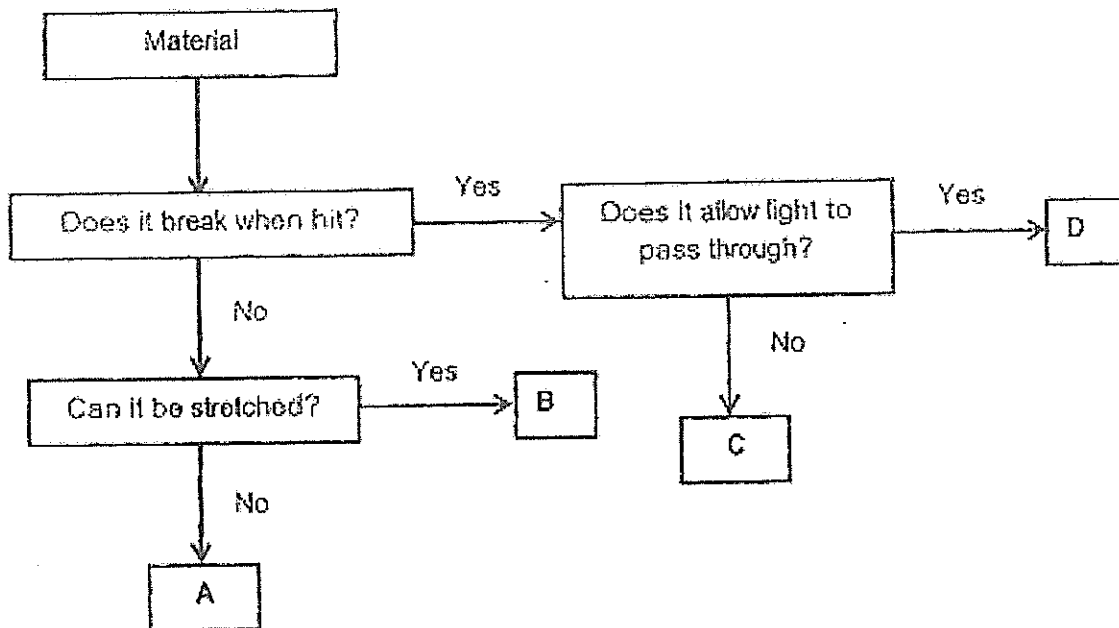 Material
Does it break when hit?
Yes
Does it allow light to
pass through?
Yes
D
No
No
Can it be stretched?
Yes
B
C
No
A